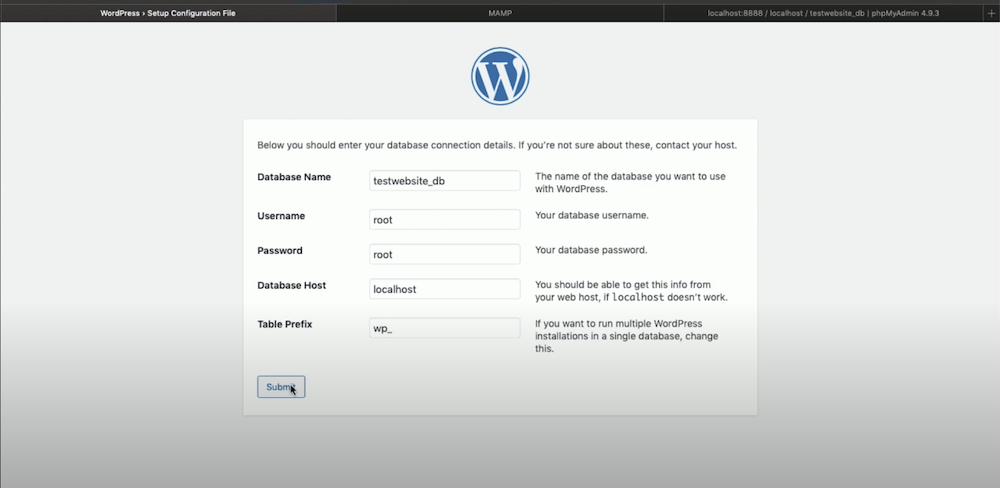 WordPress › Setup Configuration File
MAMP
localhost:8888 / localhost / testwebsite_db | phpMyAdmin 4.9.3
Below you should enter your database connection details. If you're not sure about these, contact your host.
Database Name
testwebsite_db
The name of the database you want to use
with WordPress.
Username
root
Your database username.
Password
root
Your database password.
Database Host
localhost
You should be able to get this info from
your web host, if localhost doesn't work.
Table Prefix
wp_
If you want to run multiple WordPress
installations in a single database, change
this.
Submit